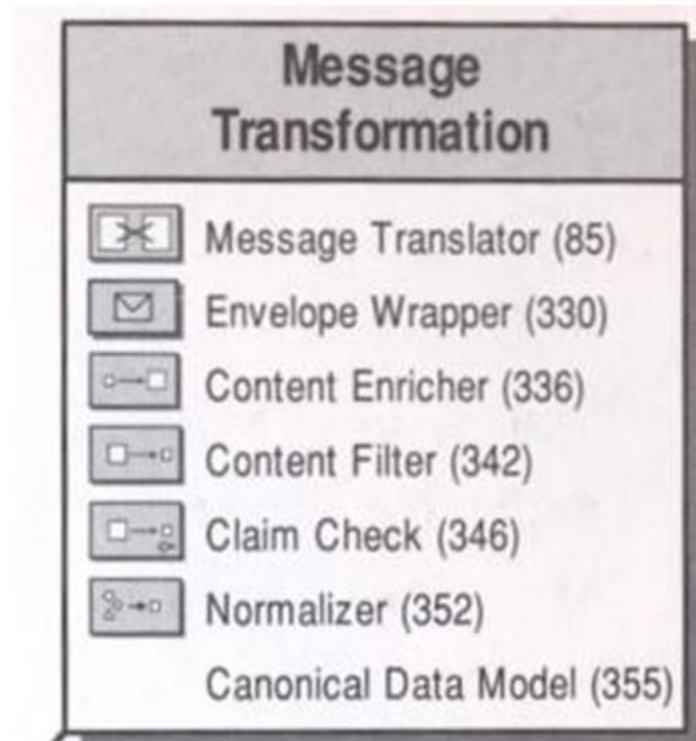 Message
Transformation
Message Translator (85)
Envelope Wrapper (330)
Content Enricher (336)
Content Filter (342)
Claim Check (346)
Normalizer (352)
Canonical Data Model (355)